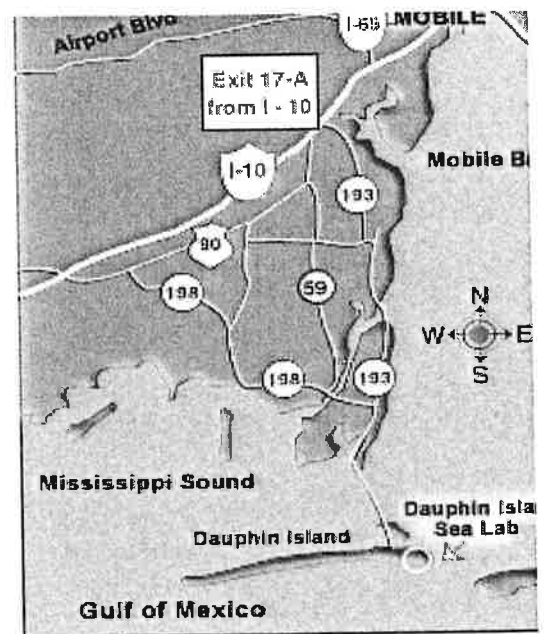 I-65
MOBILE
Airport Blvd
Exit 17-A
from I - 10
Mobile Ba
I-10
193
90
198
59
N
W
E
S
198
193
Mississippi Sound
Dauphin Isla
Sea Lab
Dauphin Island
Gulf of Mexico